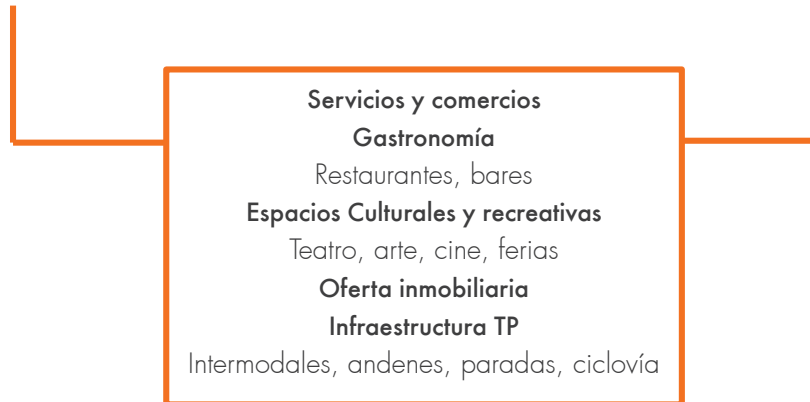 Servicios y comercios
Gastronomía
Restaurantes, bares
Espacios Culturales y recreativas
Teatro, arte, cine, ferias
Oferta inmobiliaria
Infraestructura TP
Intermodales, andenes, paradas, ciclovía